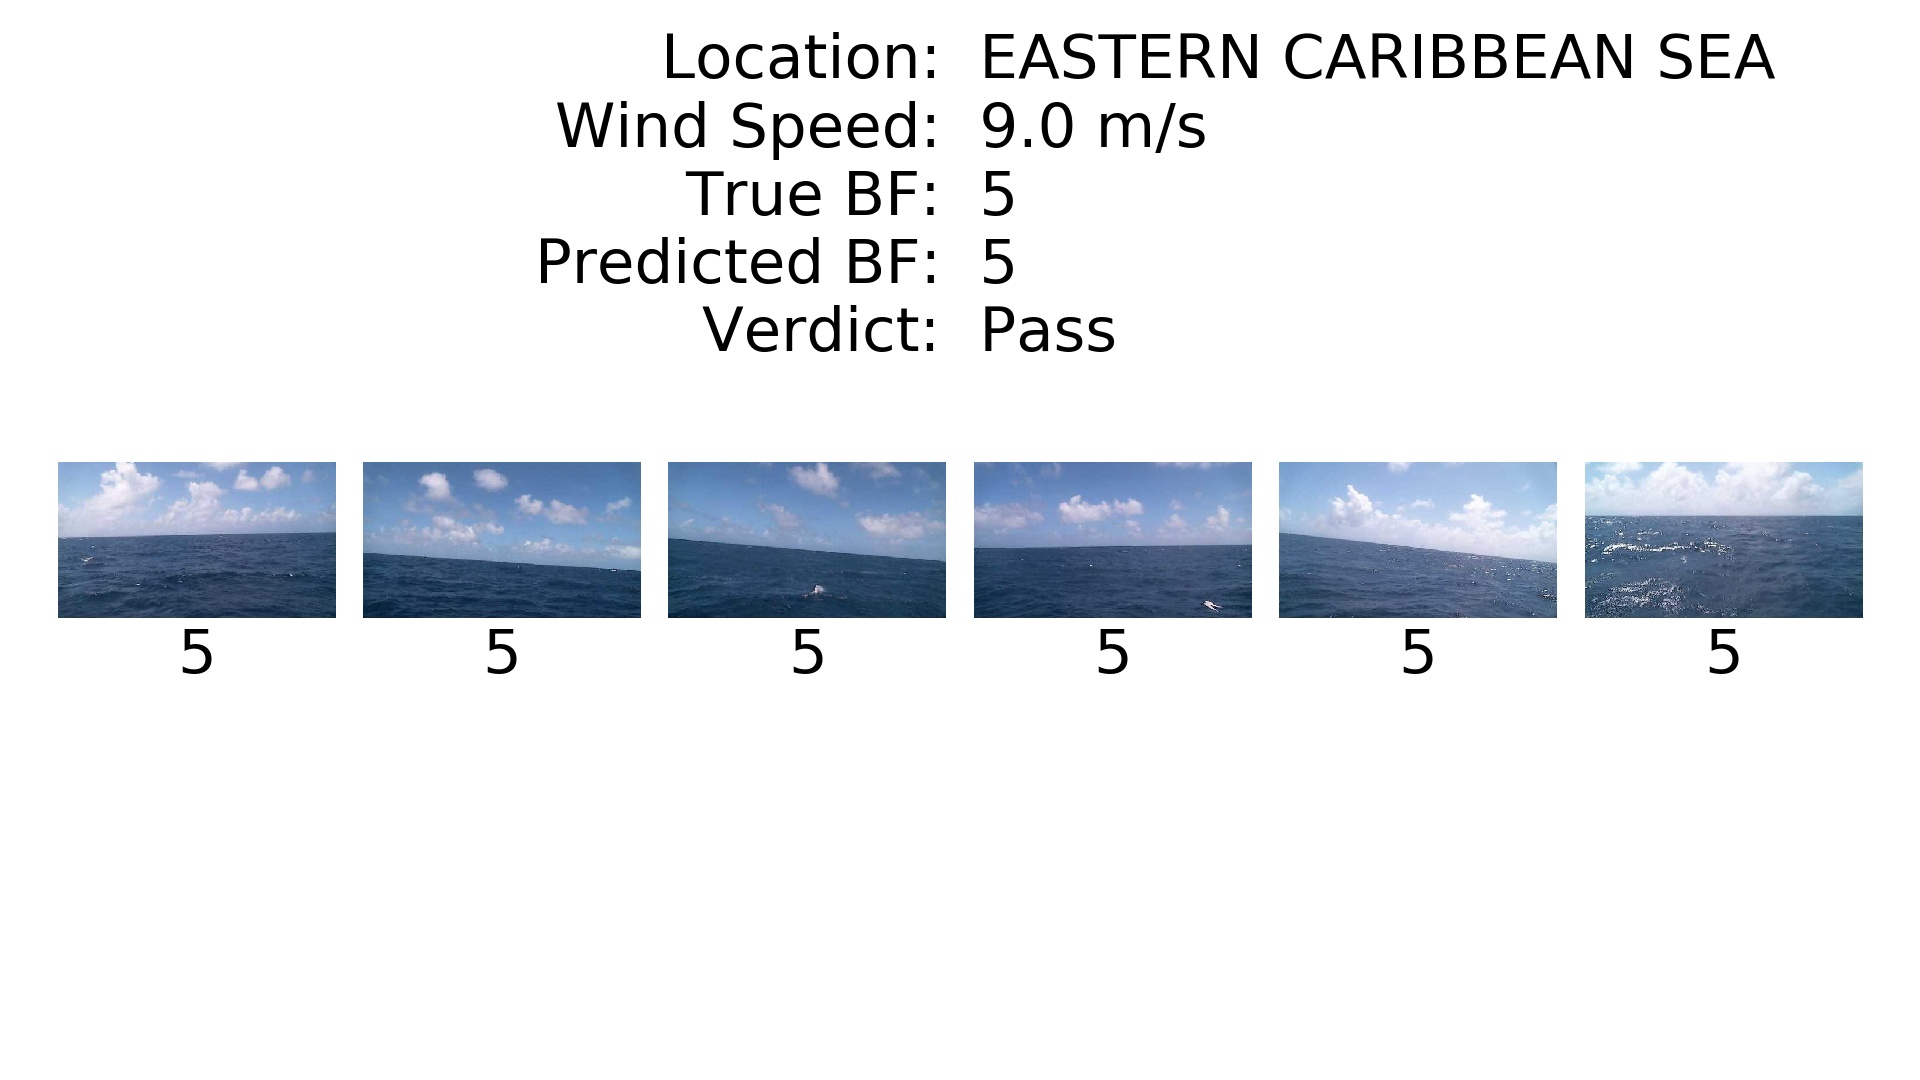 Location: EASTERN CARIBBEAN SEA
Wind Speed: 9.0 m/s
True BF: 5
Predicted BF: 5
Verdict: Pass
5 5 5 5 5 5